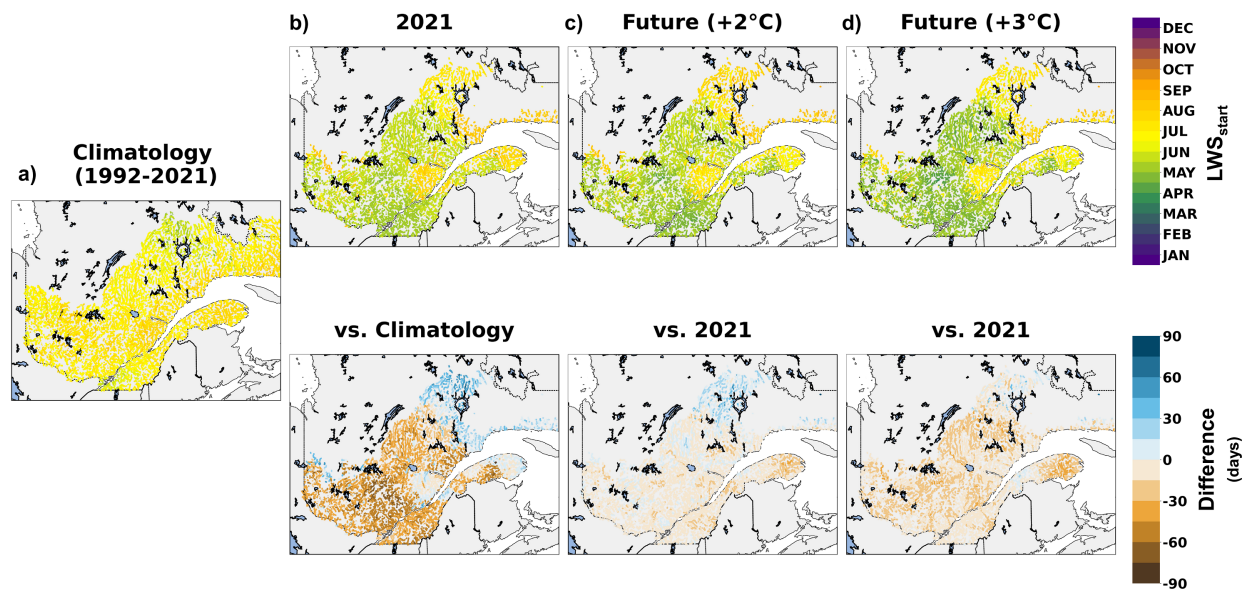 a)
Climatology
(1992-2021)
b)
2021
c)
Future (+2°C)
d)
Future (+3°C)
DEC
NOV
OCT
SEP
AUG
JUL
JUN
MAY
APR
MAR
FEB
JAN
LWSstart
vs. Climatology
vs. 2021
vs. 2021
90
60
30
0
-30
-60
-90
Difference
(days)